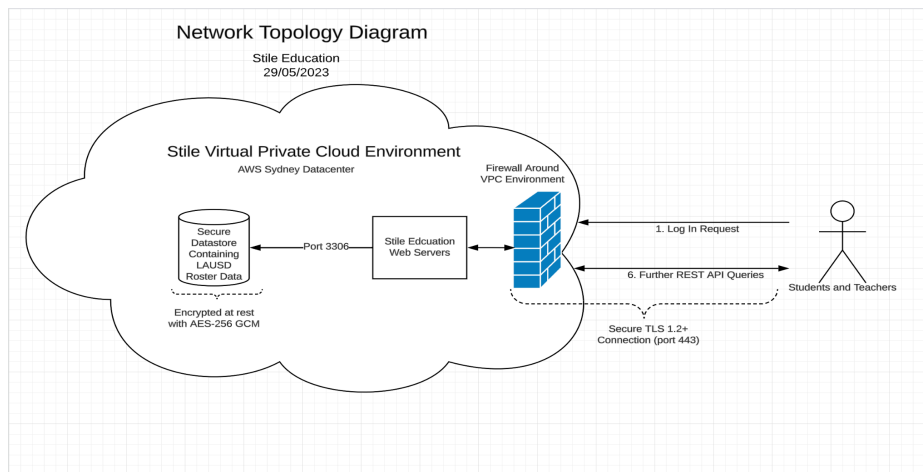 Network Topology Diagram
Stile Education
29/05/2023
Stile Virtual Private Cloud Environment
AWS Sydney Datacenter
Firewall Around
VPC Environment
Secure
Datastore
Containing
LAUSD
Roster Data
Port 3306
Stile Edcuation
Web Servers
1. Log In Request
6. Further REST API Queries
Students and Teachers
Encrypted at rest
with AES-256 GCM
Secure TLS 1.2+
Connection (port 443)